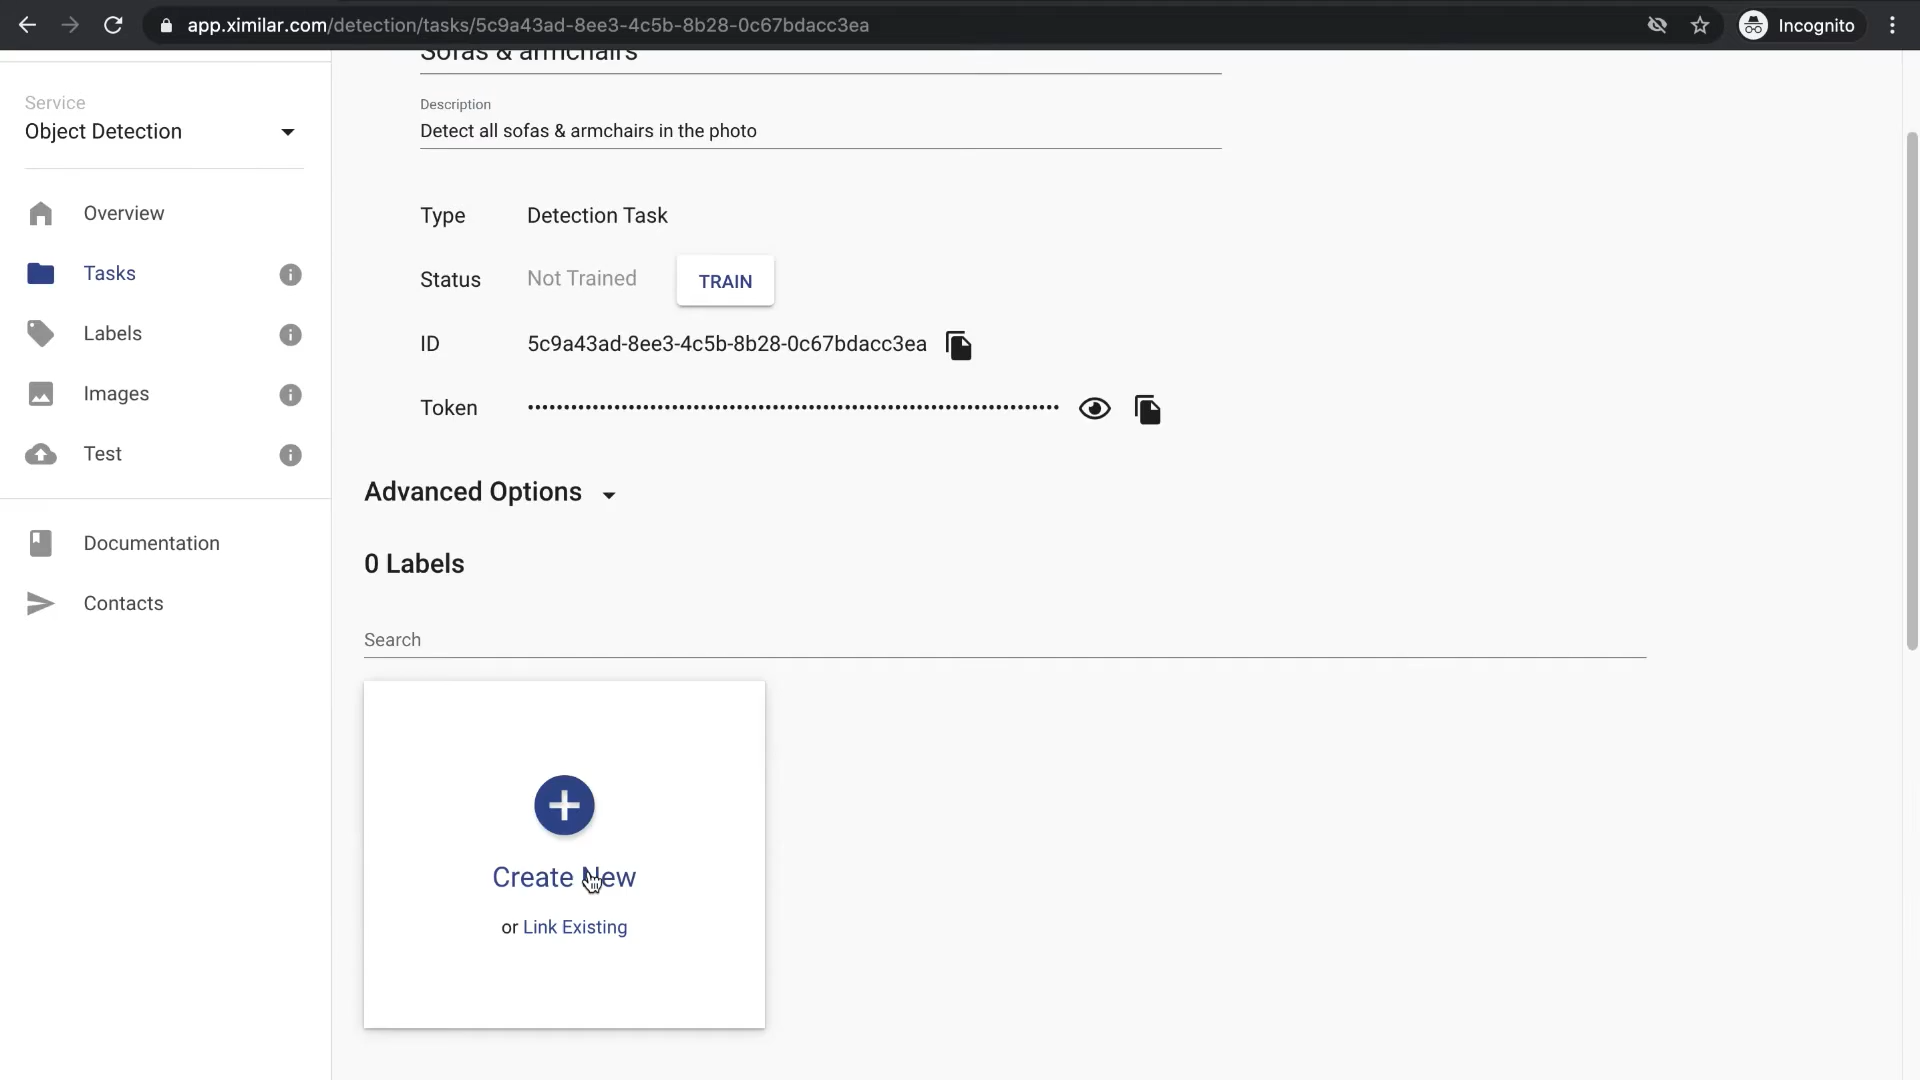 app.ximilar.com/detection/tasks/5c9a43ad-8ee3-4c5b-8b28-0c67bdacc3ea
Incognito
Sofas & armchairs
Service
Object Detection
Overview
Tasks
Labels
Images
Test
Documentation
Contacts
Description
Detect all sofas & armchairs in the photo
Type Detection Task
Status Not Trained TRAIN
ID 5c9a43ad-8ee3-4c5b-8b28-0c67bdacc3ea
Token
Advanced Options
0 Labels
Search
Create New
or Link Existing